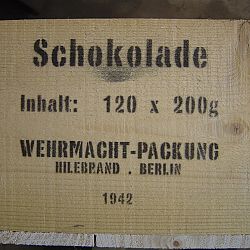 Schokolade
Inhalt: 120 x 200g
WEHRMACHT-PACKUNG
HILEBRAND . BERLIN
1942